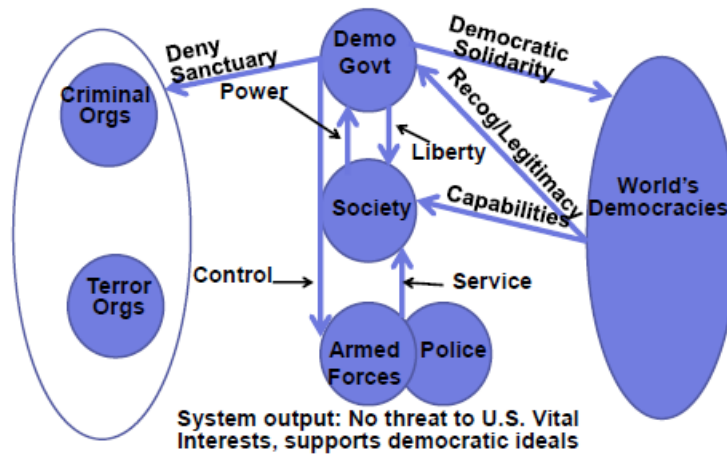 Deny
Sanctuary
Demo
Govt
Democratic
Solidarity
Criminal
Orgs
Power
Recog/Legitimacy
Liberty
Society
Capabilities
World's
Democracies
Terror
Orgs
Control
Service
Armed
Forces
Police
System output: No threat to U.S. Vital
Interests, supports democratic ideals